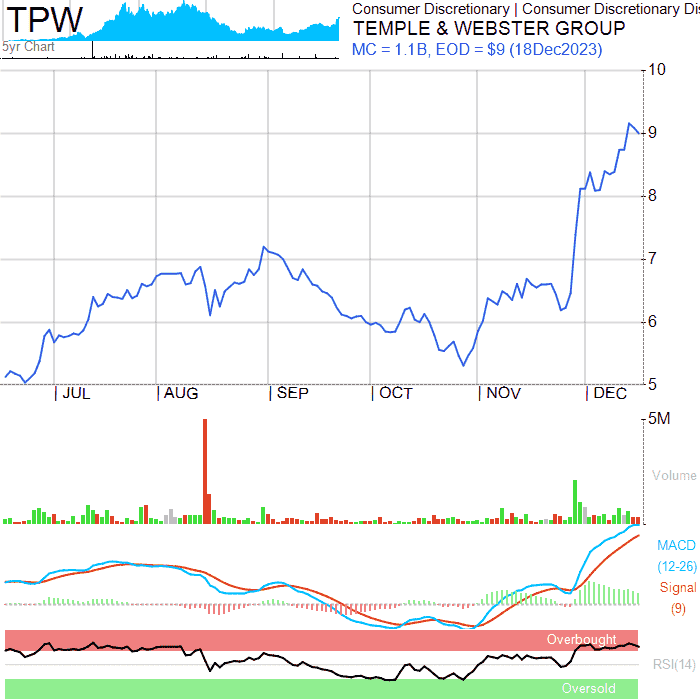 TPW
5yr Chart
Consumer Discretionary | Consumer Discretionary Dis
TEMPLE & WEBSTER GROUP
MC = 1.1B, EOD = $9 (18Dec2023)
10
9
8
7
6
5
JUL AUG SEP OCT NOV DEC
5M
Volume
MACD
(12-26)
Signal
(9)
Overbought
RSI(14)
Oversold